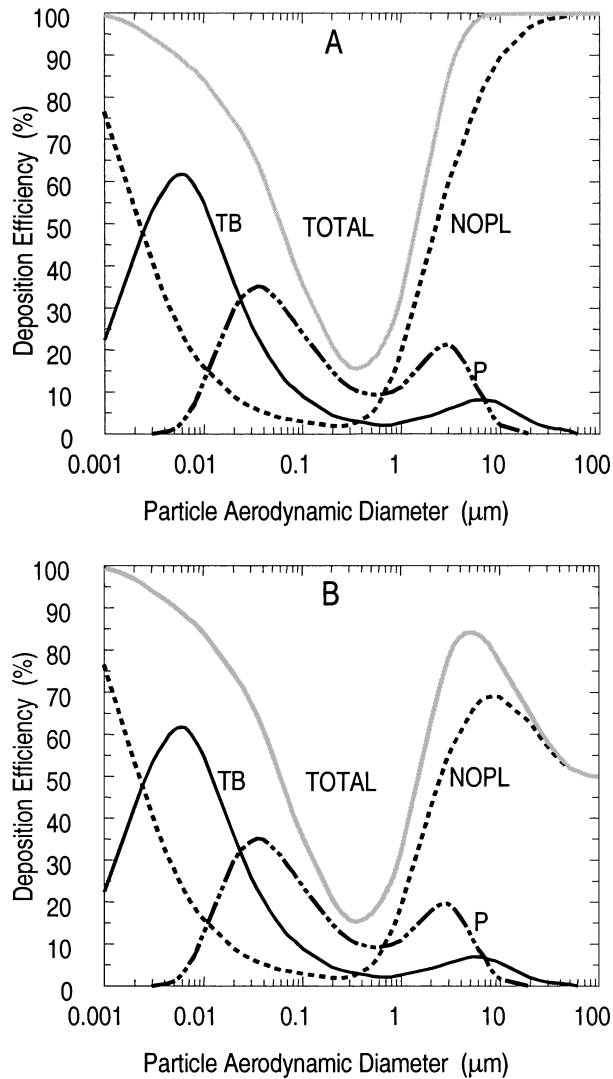 100
A
90
80
70
60
50
TB
TOTAL
NOPL
40
30
20
P
10
0
0.001
0.01
0.1
1
10
100
Deposition Efficiency (%)
Particle Aerodynamic Diameter (μm)
100
B
90
80
70
60
50
TB
TOTAL
NOPL
40
30
20
P
10
0
0.001
0.01
0.1
1
10
100
Deposition Efficiency (%)
Particle Aerodynamic Diameter (μm)